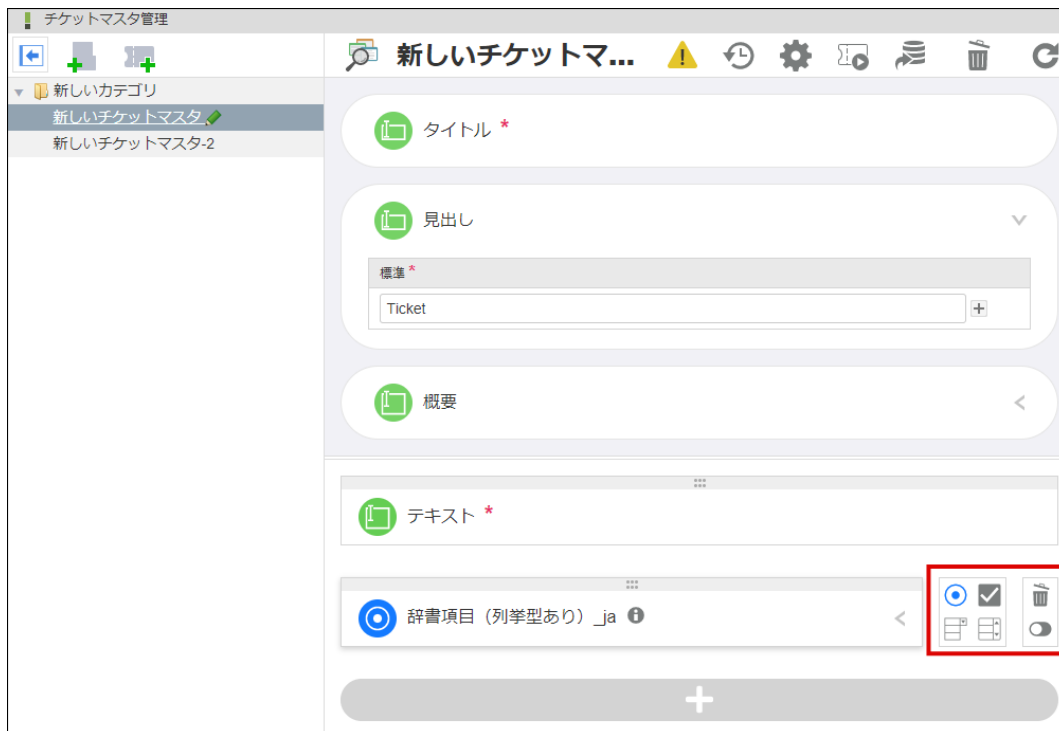 チケットマスタ管理
新しいチケットマ...
新しいカテゴリ
新しいチケットマスタ
新しいチケットマスタ-2
タイトル *
見出し
標準 *
Ticket
概要
テキスト *
辞書項目（列挙型あり）_ja